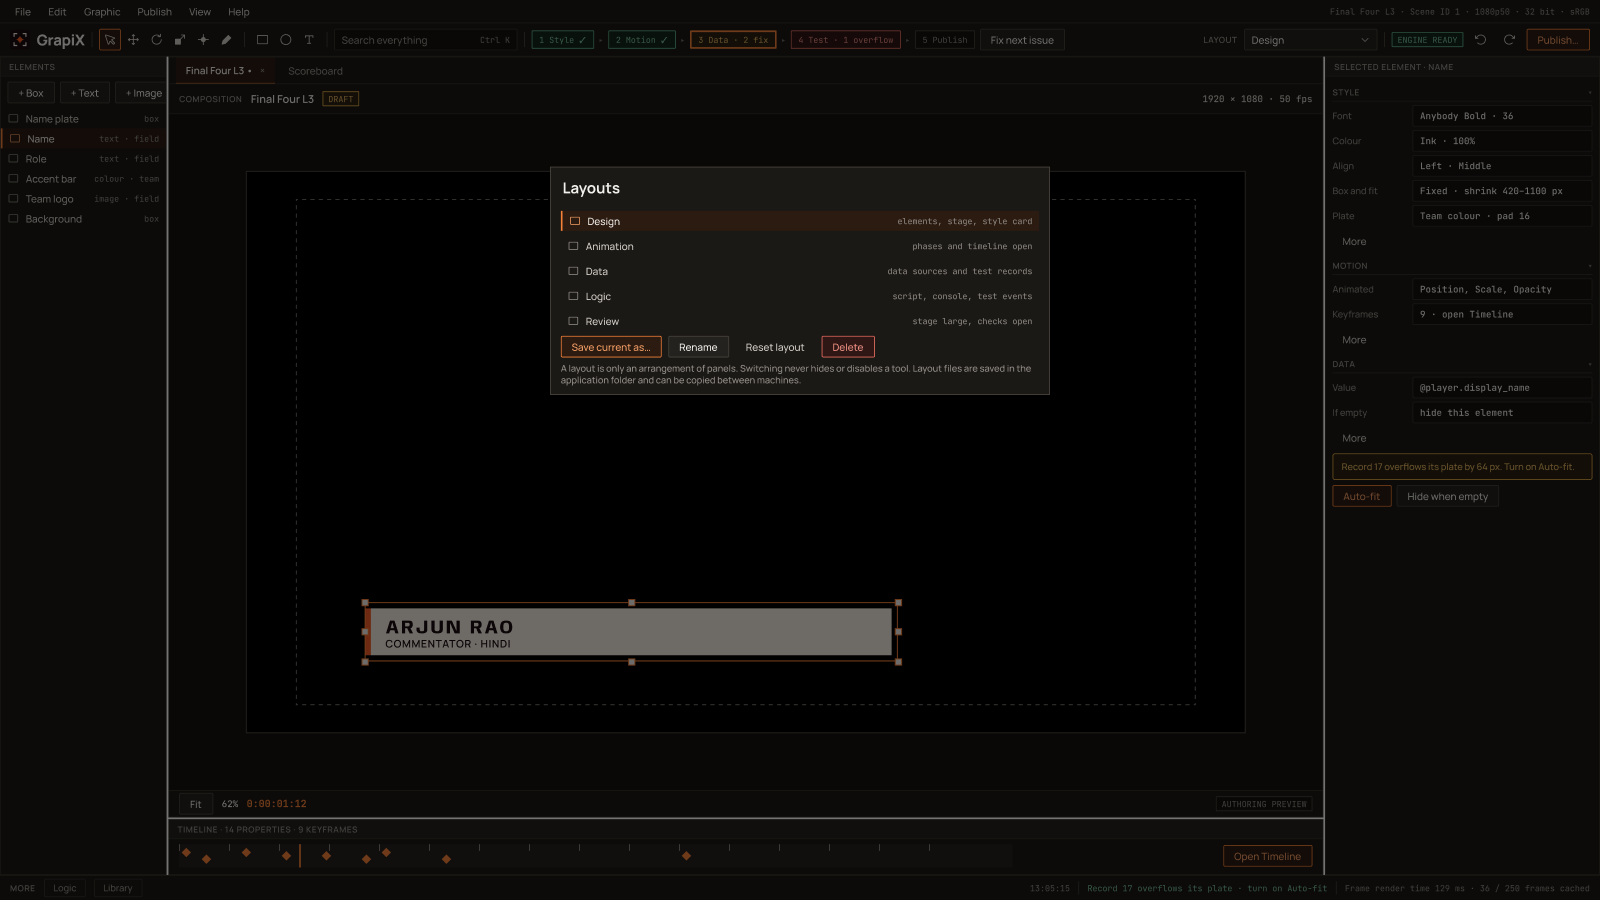 File Edit Graphic Publish View Help
Final Four L3 · Scene ID 1 · 1080p50 · 32 bit · sRGB
GrapiX
Search everything Ctrl K
1 Style ✓ 2 Motion ✓ 3 Data · 2 fix 4 Test · 1 overflow 5 Publish Fix next issue
LAYOUT Design ENGINE READY Publish...
ELEMENTS
+ Box + Text + Image
Name plate box
Name text · field
Role text · field
Accent bar colour · team
Team logo image · field
Background box
Final Four L3 • × Scoreboard
COMPOSITION Final Four L3 DRAFT
1920 × 1080 · 50 fps
Layouts
Design elements, stage, style card
Animation phases and timeline open
Data data sources and test records
Logic script, console, test events
Review stage large, checks open
Save current as... Rename Reset layout Delete
A layout is only an arrangement of panels. Switching never hides or disables a tool. Layout files are saved in the
application folder and can be copied between machines.
ARJUN RAO
COMMENTATOR · HINDI
Fit 62% 0:00:01:12
AUTHORING PREVIEW
TIMELINE · 14 PROPERTIES · 9 KEYFRAMES
Open Timeline
SELECTED ELEMENT · NAME
STYLE
Font Anybody Bold · 36
Colour Ink · 100%
Align Left · Middle
Box and fit Fixed · shrink 420–1100 px
Plate Team colour · pad 16
More
MOTION
Animated Position, Scale, Opacity
Keyframes 9 · open Timeline
More
DATA
Value @player.display_name
If empty hide this element
More
Record 17 overflows its plate by 64 px. Turn on Auto-fit.
Auto-fit Hide when empty
MORE Logic Library
13:05:15 Record 17 overflows its plate · turn on Auto-fit Frame render time 129 ms · 36 / 250 frames cached